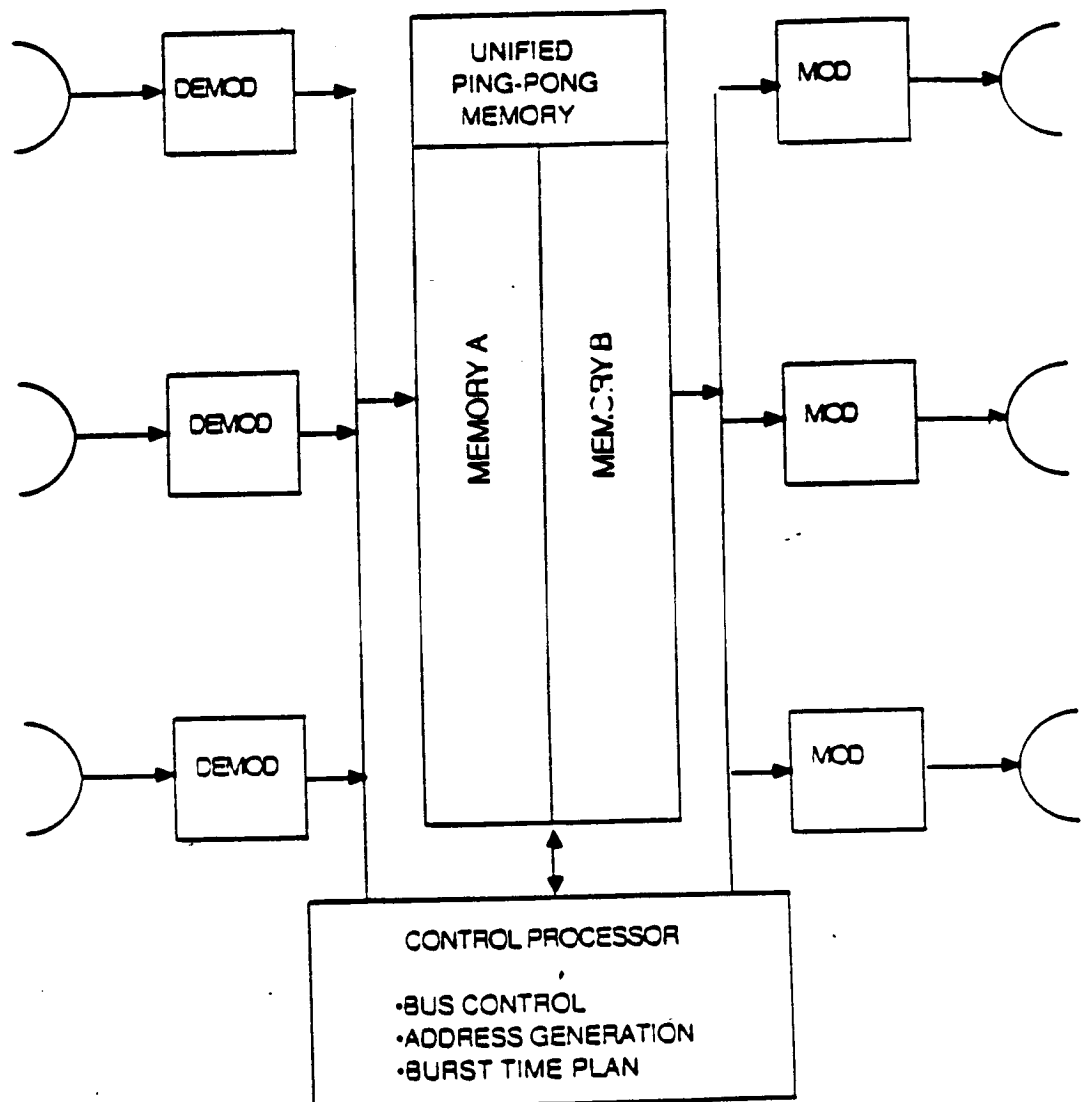 UNIFIED
PING-PONG
MEMORY
DEMOD
MOD
MEMORY A
MEMORY B
DEMOD
MOD
DEMOD
MOD
CONTROL PROCESSOR
•BUS CONTROL
•ADDRESS GENERATION
•BURST TIME PLAN